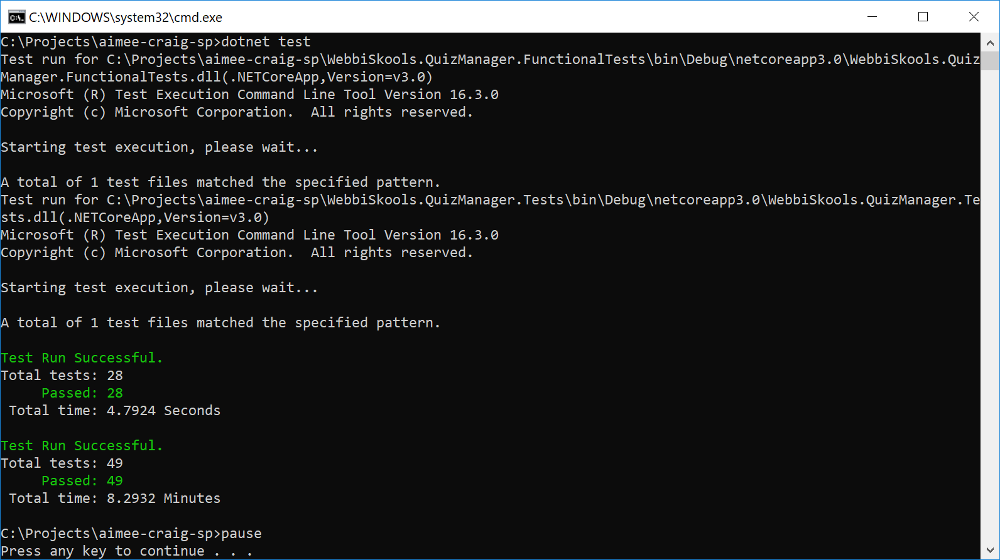 C:\WINDOWS\system32\cmd.exe
C:\Projects\aimee-craig-sp>dotnet test
Test run for C:\Projects\aimee-craig-sp\WebbiSkools.QuizManager.FunctionalTests\bin\Debug\netcoreapp3.0\WebbiSkools.Quiz
Manager.FunctionalTests.dll(.NETCoreApp,Version=v3.0)
Microsoft (R) Test Execution Command Line Tool Version 16.3.0
Copyright (c) Microsoft Corporation.  All rights reserved.

Starting test execution, please wait...

A total of 1 test files matched the specified pattern.
Test run for C:\Projects\aimee-craig-sp\WebbiSkools.QuizManager.Tests\bin\Debug\netcoreapp3.0\WebbiSkools.QuizManager.Te
sts.dll(.NETCoreApp,Version=v3.0)
Microsoft (R) Test Execution Command Line Tool Version 16.3.0
Copyright (c) Microsoft Corporation.  All rights reserved.

Starting test execution, please wait...

A total of 1 test files matched the specified pattern.

Test Run Successful.
Total tests: 28
     Passed: 28
 Total time: 4.7924 Seconds

Test Run Successful.
Total tests: 49
     Passed: 49
 Total time: 8.2932 Minutes

C:\Projects\aimee-craig-sp>pause
Press any key to continue . . .